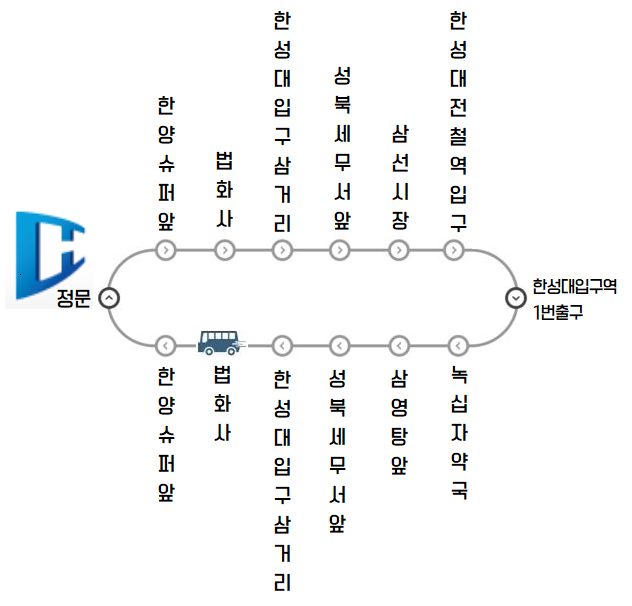 한양슈퍼앞
법화사
한성대입구삼거리
성북세무서앞
삼선시장
한성대전철역입구
정문
한성대입구역
1번출구
한양슈퍼앞
법화사
한성대입구삼거리
성북세무서앞
삼영탕앞
녹십자약국